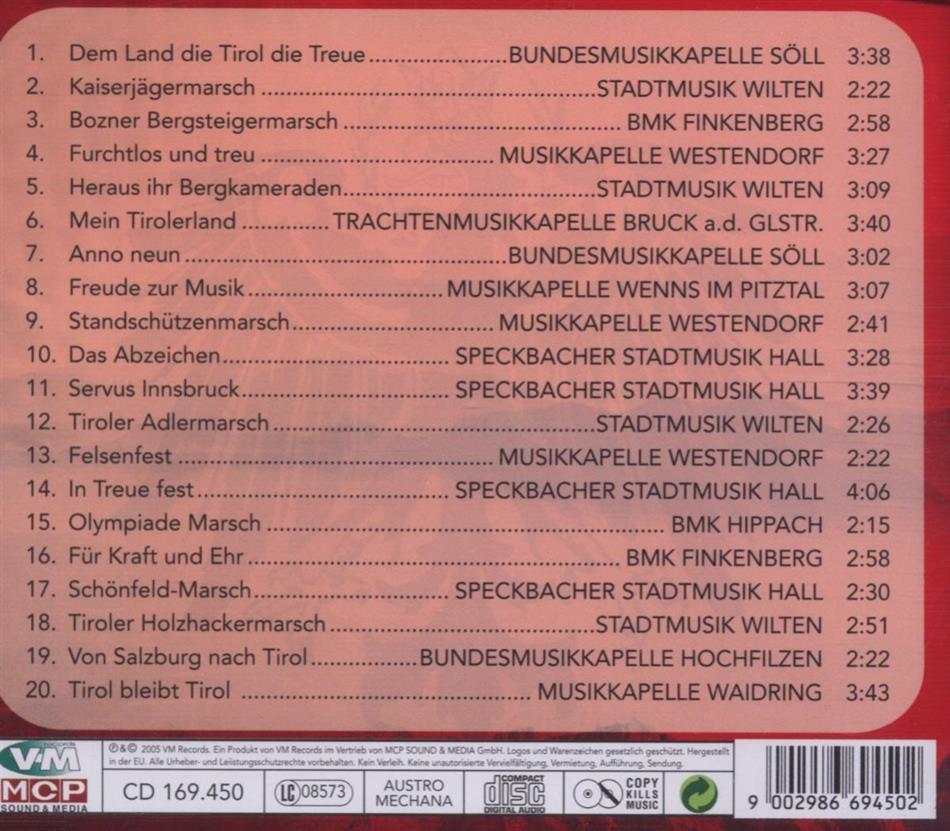 1. Dem Land die Tirol die Treue......................BUNDESMUSIKKAPELLE SÖLL 3:38
2. Kaiserjägermarsch ......................................................STADTMUSIK WILTEN 2:22
3. Bozner Bergsteigermarsch ............................................. BMK FINKENBERG 2:58
4. Furchtlos und treu ..................................... MUSIKKAPELLE WESTENDORF 3:27
5. Heraus ihr Bergkameraden.........................................STADTMUSIK WILTEN 3:09
6. Mein Tirolerland ............. TRACHTENMUSIKKAPELLE BRUCK a.d. GLSTR. 3:40
7. Anno neun ....................................................BUNDESMUSIKKAPELLE SÖLL 3:02
8. Freude zur Musik ............................... MUSIKKAPELLE WENNS IM PITZTAL 3:07
9. Standschützenmarsch................................ MUSIKKAPELLE WESTENDORF 2:41
10. Das Abzeichen.................................... SPECKBACHER STADTMUSIK HALL 3:28
11. Servus Innsbruck................................. SPECKBACHER STADTMUSIK HALL 3:39
12. Tiroler Adlermarsch ....................................................STADTMUSIK WILTEN 2:26
13. Felsenfest ................................................... MUSIKKAPELLE WESTENDORF 2:22
14. In Treue fest........................................ SPECKBACHER STADTMUSIK HALL 4:06
15. Olympiade Marsch ................................................................ BMK HIPPACH 2:15
16. Für Kraft und Ehr ............................................................ BMK FINKENBERG 2:58
17. Schönfeld-Marsch............................... SPECKBACHER STADTMUSIK HALL 2:30
18. Tiroler Holzhackermarsch ...........................................STADTMUSIK WILTEN 2:51
19. Von Salzburg nach Tirol.................BUNDESMUSIKKAPELLE HOCHFILZEN 2:22
20. Tirol bleibt Tirol .............................................. MUSIKKAPELLE WAIDRING 3:43
VM records
MCP
SOUND & MEDIA
℗&© 2005 VM Records. Ein Produkt von VM Records im Vertrieb von MCP SOUND & MEDIA GmbH. Logos und Warenzeichen gesetzlich geschützt. Hergestellt
in der EU. Alle Urheber- und Leistungsschutzrechte vorbehalten. Kein Verleih. Keine unautorisierte Vervielfältigung, Vermietung, Aufführung, Sendung.
CD 169.450
LC 08573
AUSTRO
MECHANA
COMPACT
disc
DIGITAL AUDIO
COPY
KILLS
MUSIC
9 002986 694502